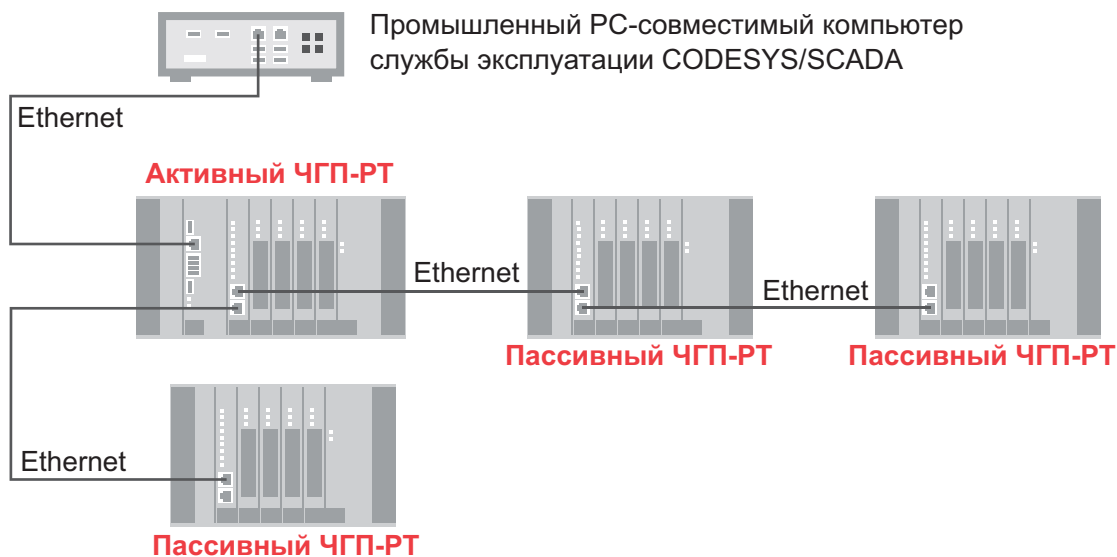 Промышленный PC-совместимый компьютер
службы эксплуатации CODESYS/SCADA
Ethernet
Активный ЧГП-РТ
Ethernet
Ethernet
Пассивный ЧГП-РТ
Пассивный ЧГП-РТ
Ethernet
Пассивный ЧГП-РТ